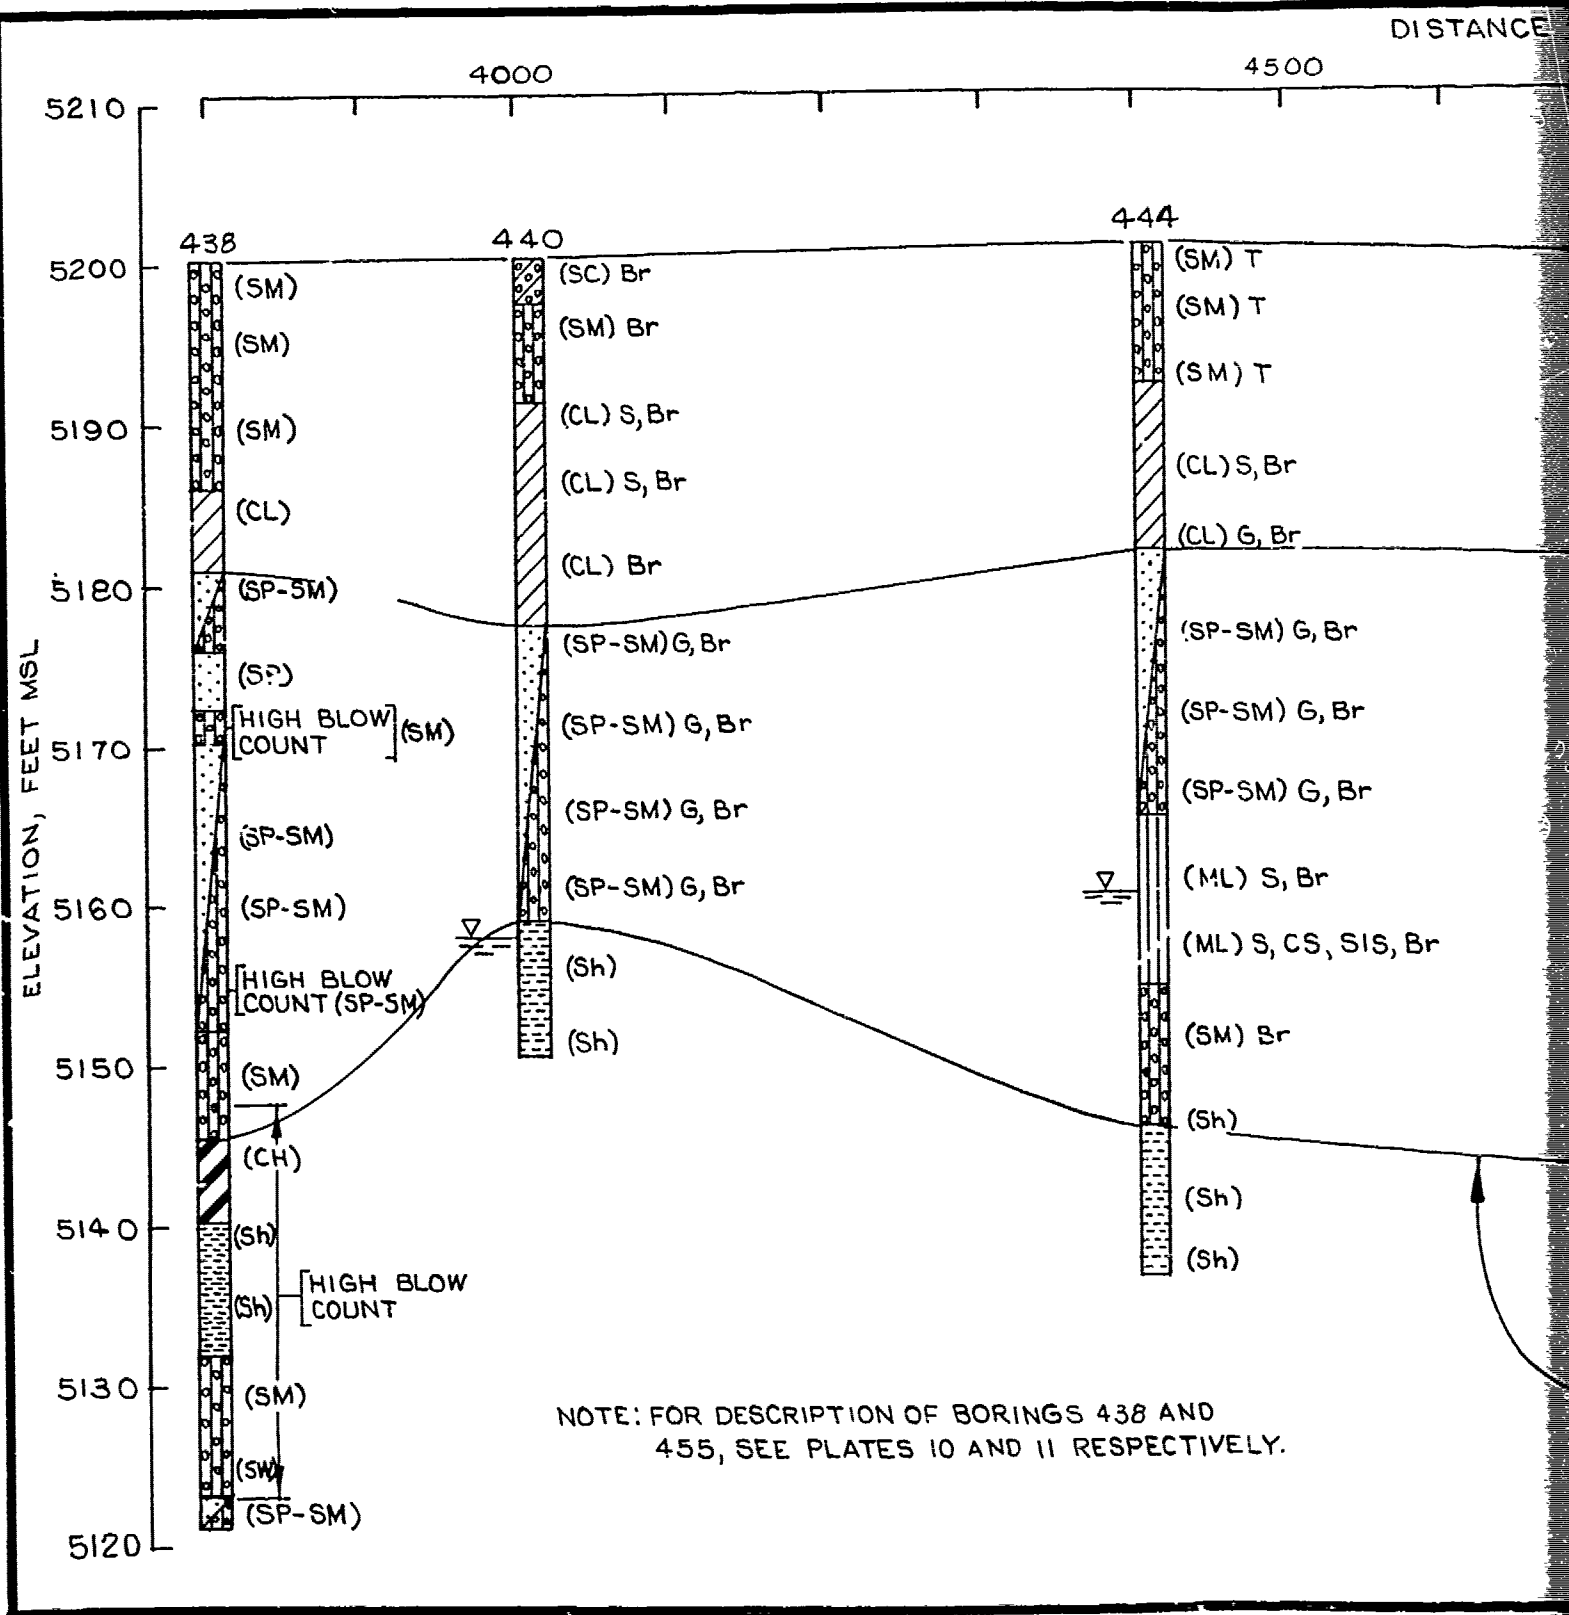 DISTANCE
4000
4500
5210
5200
5190
5180
5170
5160
5150
5140
5130
5120
ELEVATION, FEET MSL
438
(SM)
(SM)
(SM)
(CL)
(SP-SM)
(SP)
HIGH BLOW
COUNT
(SM)
(SP-SM)
(SP-SM)
HIGH BLOW
COUNT (SP-SM)
(SM)
(CH)
(Sh)
(Sh)
HIGH BLOW
COUNT
(SM)
(SP-SM)
440
(SC) Br
(SM) Br
(CL) S, Br
(CL) S, Br
(CL) Br
(SP-SM) G, Br
(SP-SM) G, Br
(SP-SM) G, Br
(SP-SM) G, Br
(Sh)
(Sh)
444
(SM) T
(SM) T
(SM) T
(CL) S, Br
(CL) G, Br
(SP-SM) G, Br
(SP-SM) G, Br
(SP-SM) G, Br
(ML) S, Br
(ML) S, CS, SIS, Br
(SM) Br
(Sh)
(Sh)
(Sh)
NOTE: FOR DESCRIPTION OF BORINGS 438 AND
455, SEE PLATES 10 AND 11 RESPECTIVELY.